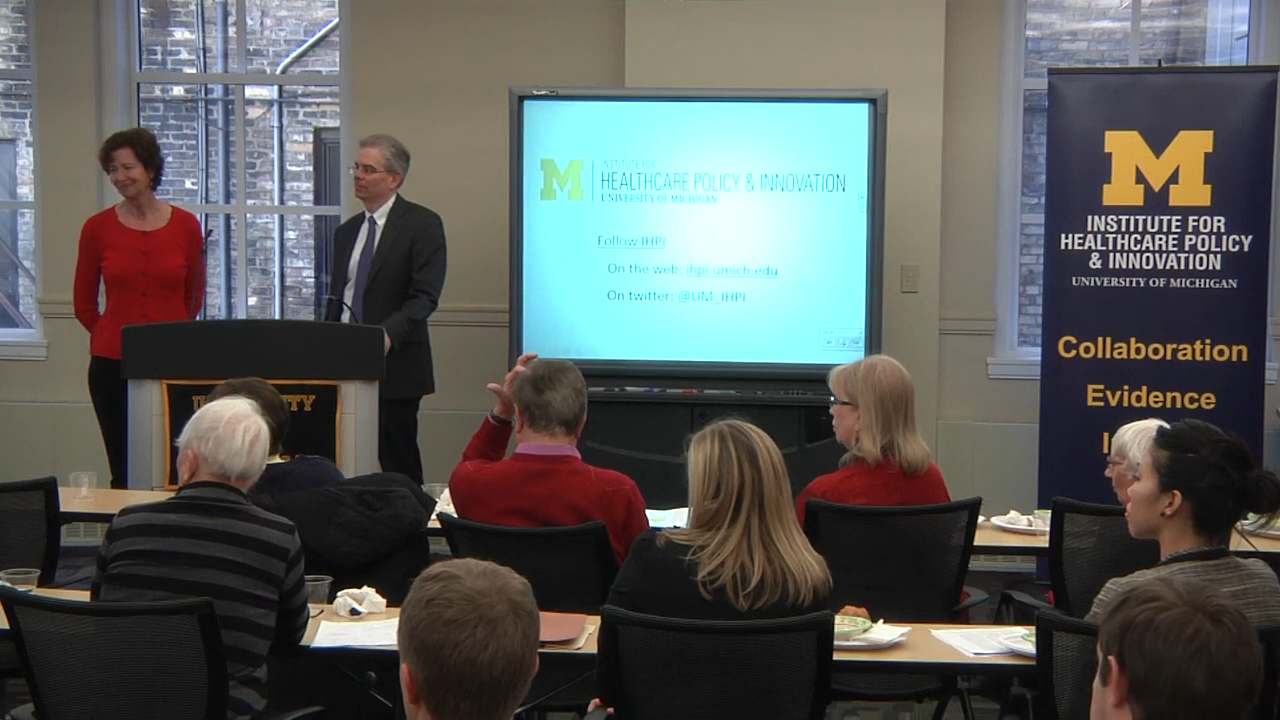 M
INSTITUTE FOR
HEALTHCARE POLICY & INNOVATION
UNIVERSITY OF MICHIGAN
Follow IHPI
On the web: ihpi.umich.edu
On twitter: @UM_IHPI
M
INSTITUTE FOR
HEALTHCARE POLICY
& INNOVATION
UNIVERSITY OF MICHIGAN
Collaboration
Evidence